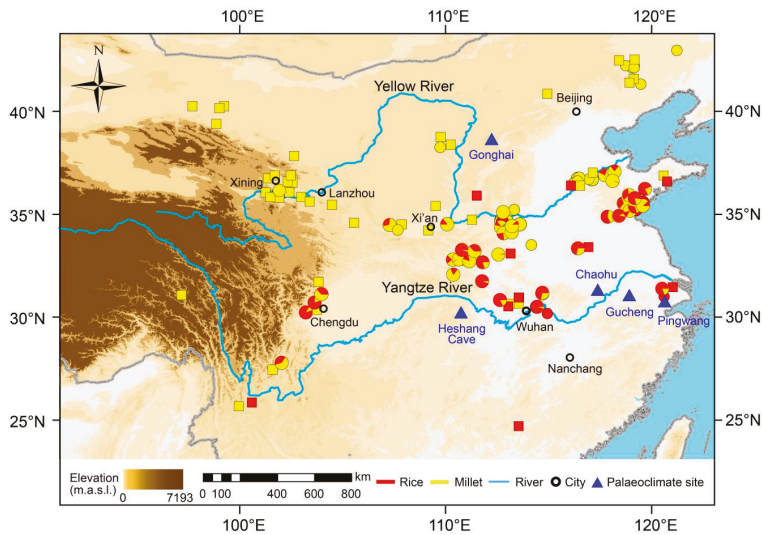 100°E 110°E 120°E
N
Yellow River
Beijing
40°N 40°N
Gonghai
Xining
Lanzhou
35°N 35°N
Xi'an
Chaohu
Yangtze River
30°N 30°N
Chengdu
Heshang
Cave
Wuhan
Gucheng
Pingwang
Nanchang
25°N 25°N
Elevation
(m.a.s.l.)
0 7193
km
0 100 400 600 800
Rice Millet River City Palaeoclimate site
100°E 110°E 120°E